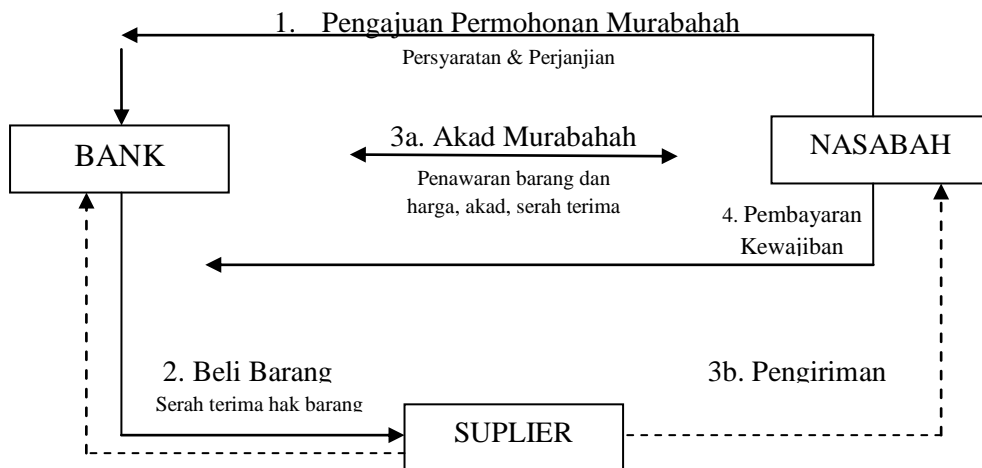 1. Pengajuan Permohonan Murabahah
Persyaratan & Perjanjian
BANK
3a. Akad Murabahah
Penawaran barang dan
harga, akad, serah terima
NASABAH
4. Pembayaran
Kewajiban
2. Beli Barang
Serah terima hak barang
3b. Pengiriman
SUPLIER